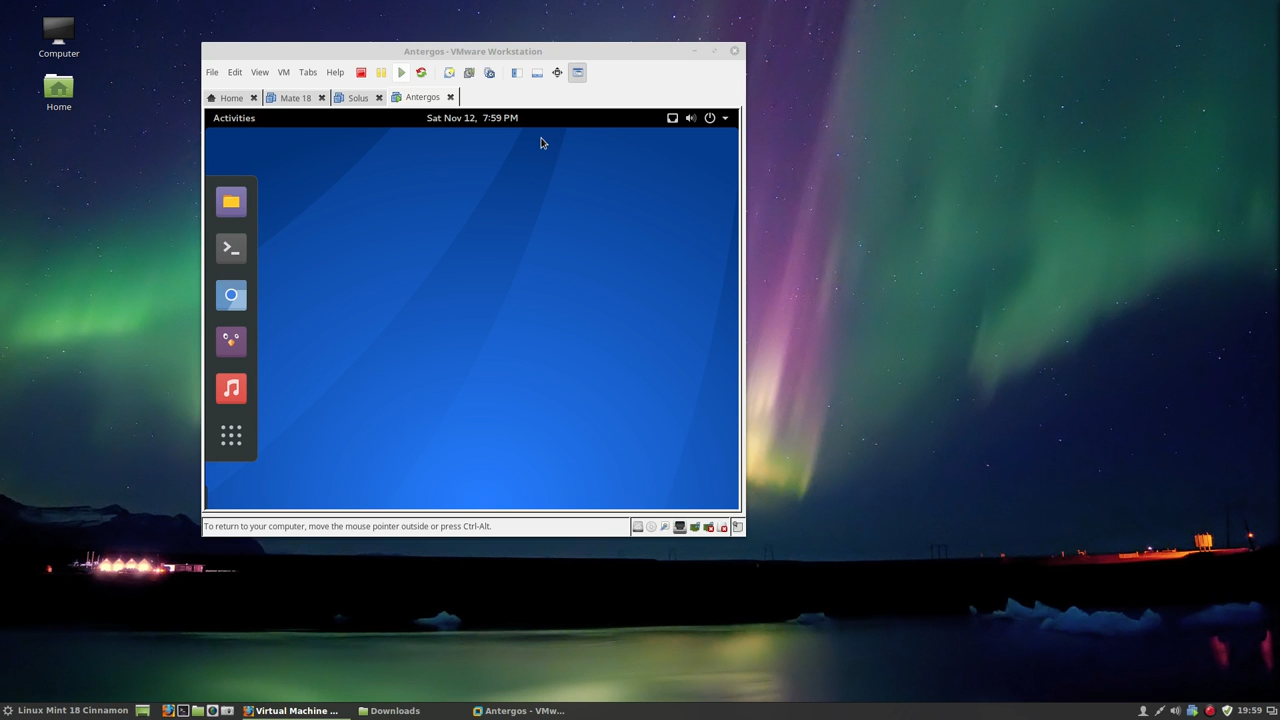 Computer
Home
Antergos - VMware Workstation
File Edit View VM Tabs Help
Home Mate 18 Solus Antergos
Activities Sat Nov 12, 7:59 PM
To return to your computer, move the mouse pointer outside or press Ctrl-Alt.
Linux Mint 18 Cinnamon Virtual Machine ... Downloads Antergos - VMw... 19:59